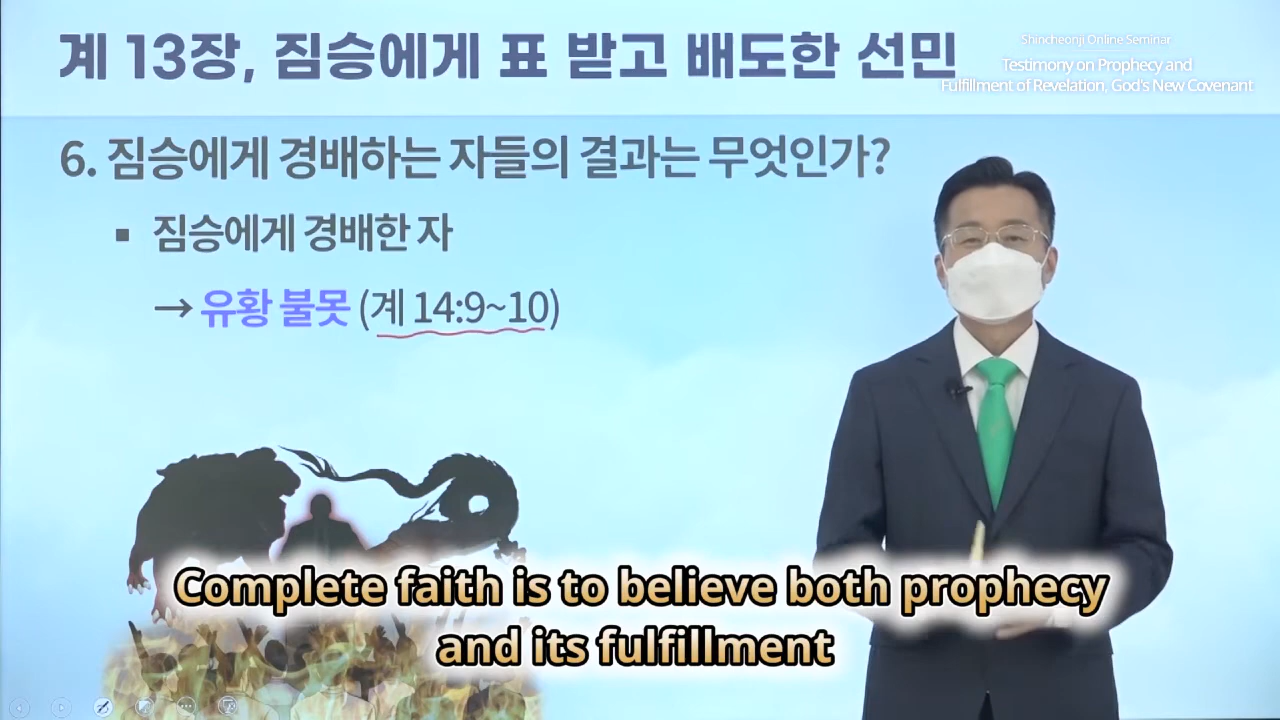 계 13장, 짐승에게 표 받고 배도한 선민
Shincheonji Online Seminar
Testimony on Prophecy and
Fulfillment of Revelation, God's New Covenant
6. 짐승에게 경배하는 자들의 결과는 무엇인가?
▪ 짐승에게 경배한 자
→ 유황 불못 (계 14:9~10)
Complete faith is to believe both prophecy
and its fulfillment